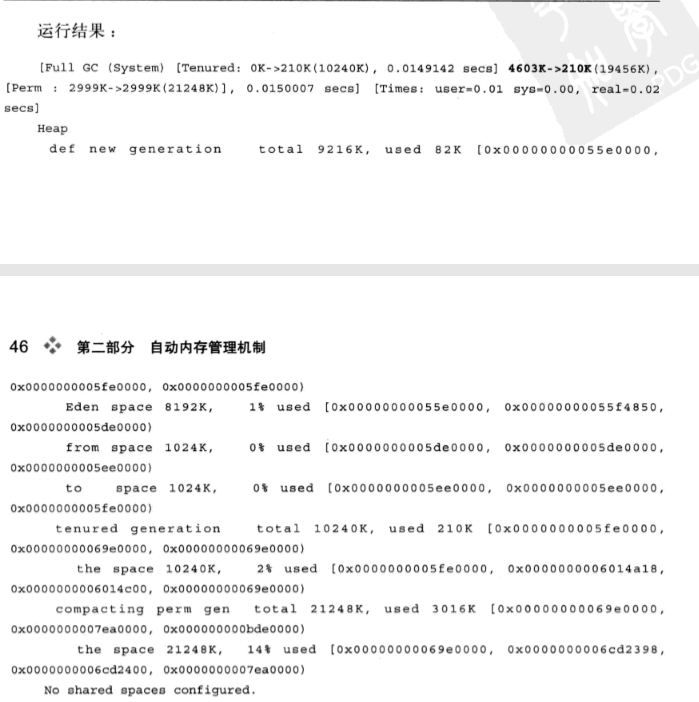 运行结果：
[Full GC (System) [Tenured: 0K->210K(10240K), 0.0149142 secs] 4603K->210K(19456K),
[Perm : 2999K->2999K(21248K)], 0.0150007 secs] [Times: user=0.01 sys=0.00, real=0.02
secs]
Heap
def new generation total 9216K, used 82K [0x00000000055e0000,
46 第二部分 自动内存管理机制
0x0000000005fe0000, 0x0000000005fe0000)
Eden space 8192K, 1% used [0x00000000055e0000, 0x00000000055f4850,
0x0000000005de0000)
from space 1024K, 0% used [0x0000000005de0000, 0x0000000005de0000,
0x0000000005ee0000)
to space 1024K, 0% used [0x0000000005ee0000, 0x0000000005ee0000,
0x0000000005fe0000)
tenured generation total 10240K, used 210K [0x0000000005fe0000,
0x00000000069e0000, 0x00000000069e0000)
the space 10240K, 2% used [0x0000000005fe0000, 0x0000000006014a18,
0x0000000006014c00, 0x00000000069e0000)
compacting perm gen total 21248K, used 3016K [0x00000000069e0000,
0x0000000007ea0000, 0x000000000bde0000)
the space 21248K, 14% used [0x00000000069e0000, 0x0000000006cd2398,
0x0000000006cd2400, 0x0000000007ea0000)
No shared spaces configured.